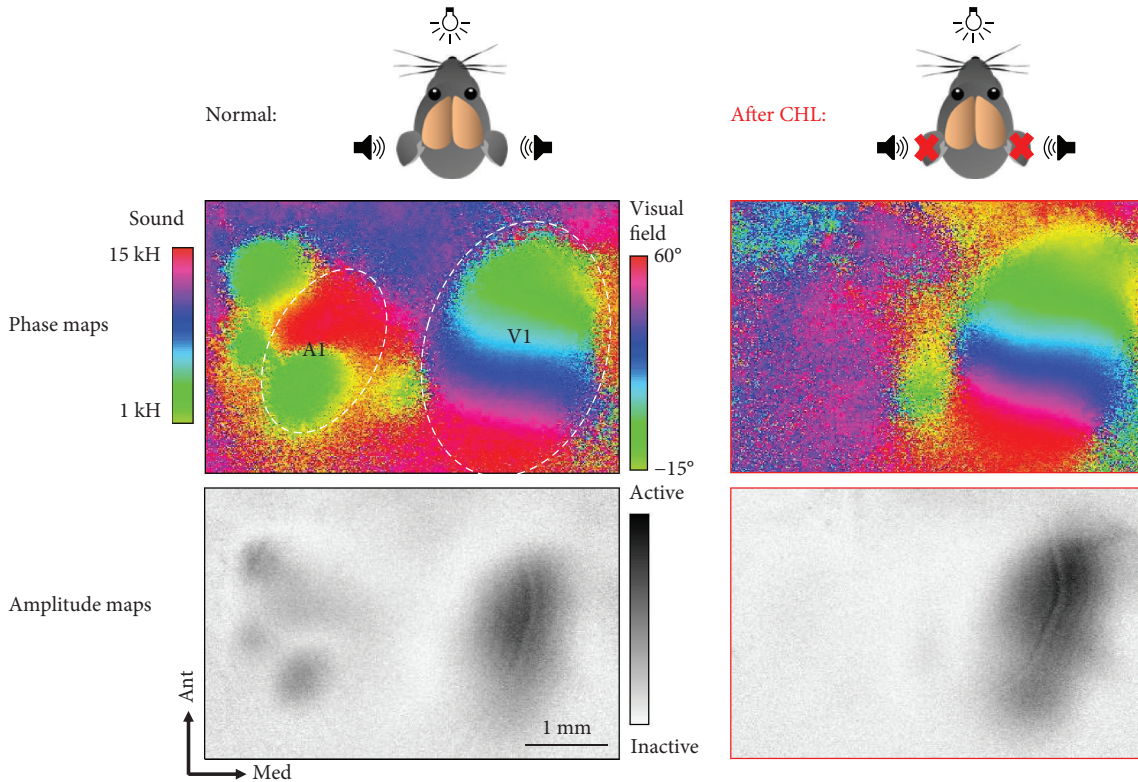 Normal:
After CHL:
Sound
15 kH
1 kH
Phase maps
A1
V1
Visual
field
60°
−15°
Amplitude maps
Active
Inactive
1 mm
Ant
Med